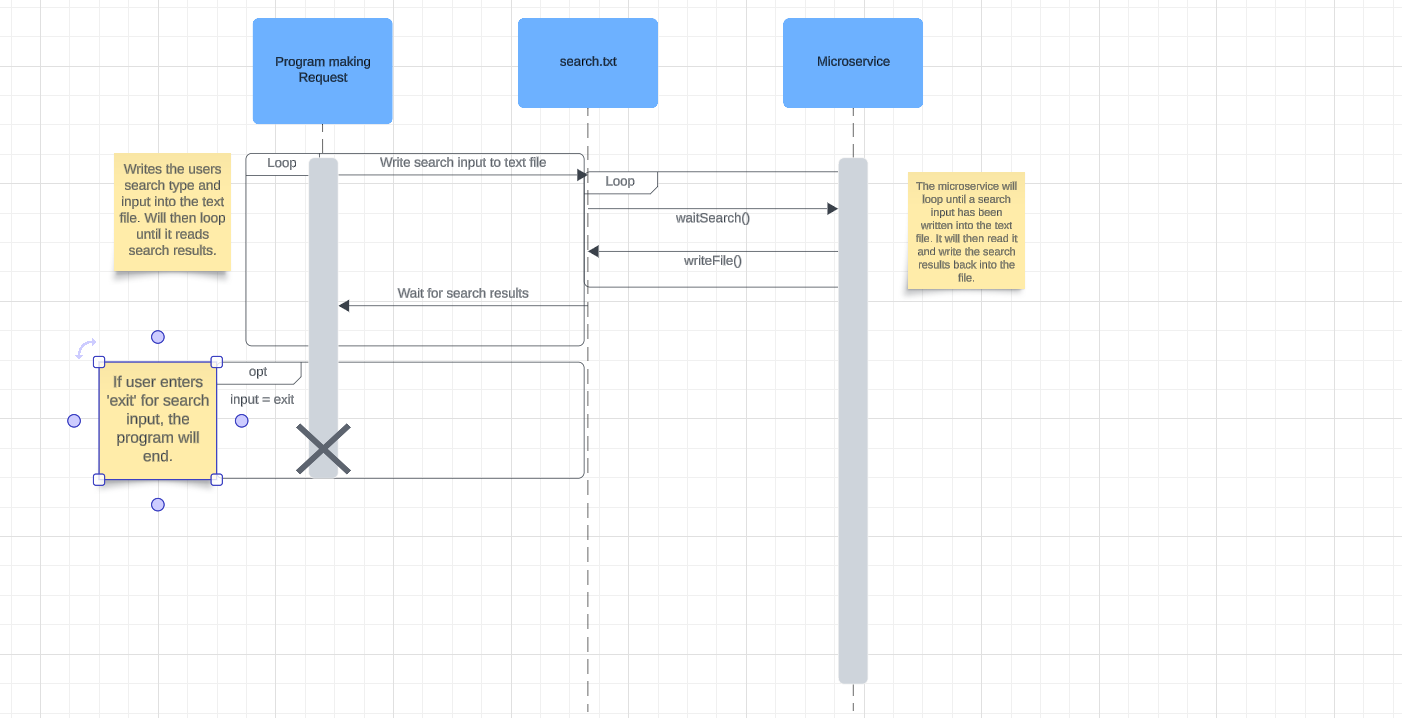 Program making
Request
search.txt
Microservice
Writes the users
search type and
input into the text
file. Will then loop
until it reads
search results.
Loop
Write search input to text file
Loop
waitSearch()
writeFile()
Wait for search results
The microservice will
loop until a search
input has been
written into the text
file. It will then read it
and write the search
results back into the
file.
If user enters
'exit' for search
input, the
program will
end.
opt
input = exit